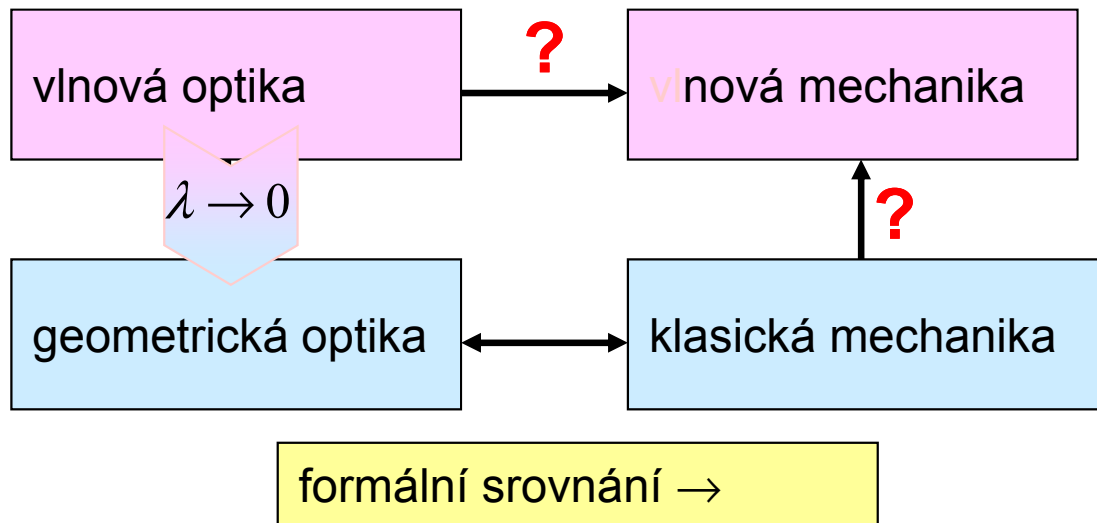 ?
vlnová optika
vlnová mechanika
λ → 0
?
geometrická optika
klasická mechanika
formální srovnání →